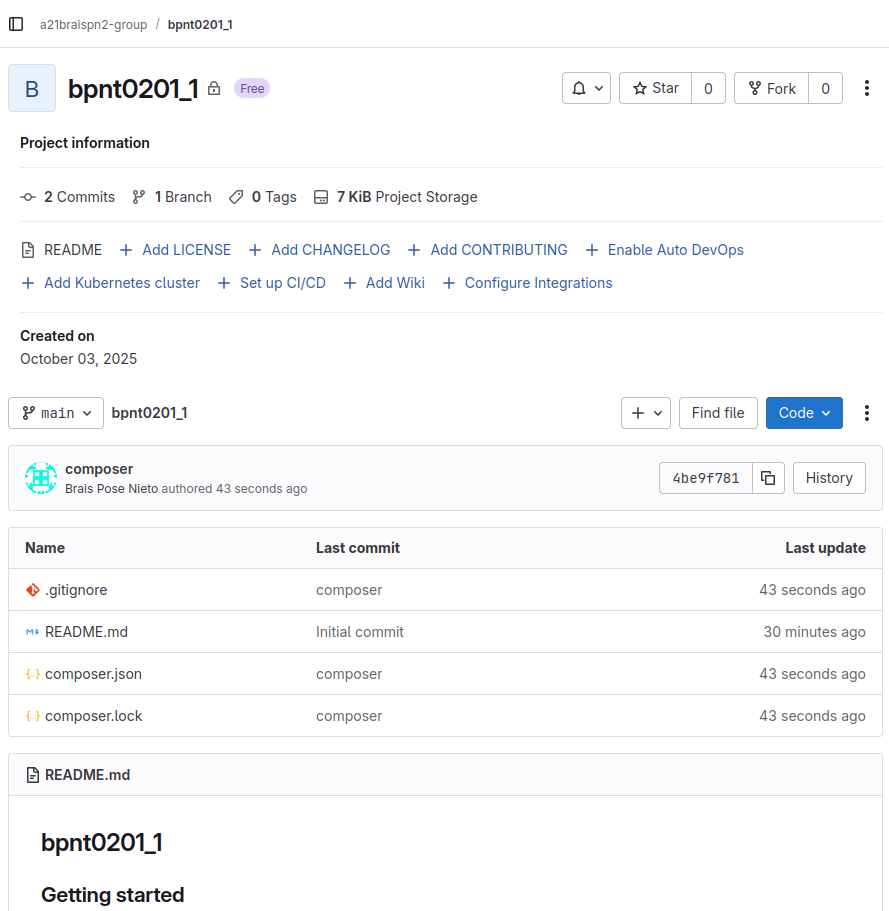 a21braispn2-group / bpnt0201_1
B bpnt0201_1 Free Star 0 Fork 0
Project information
2 Commits 1 Branch 0 Tags 7 KiB Project Storage
README + Add LICENSE + Add CHANGELOG + Add CONTRIBUTING + Enable Auto DevOps
+ Add Kubernetes cluster + Set up CI/CD + Add Wiki + Configure Integrations
Created on
October 03, 2025
main bpnt0201_1 + Find file Code
composer
Brais Pose Nieto authored 43 seconds ago
4be9f781 History
Name Last commit Last update
.gitignore composer 43 seconds ago
M↓ README.md Initial commit 30 minutes ago
{..} composer.json composer 43 seconds ago
{..} composer.lock composer 43 seconds ago
README.md
bpnt0201_1
Getting started